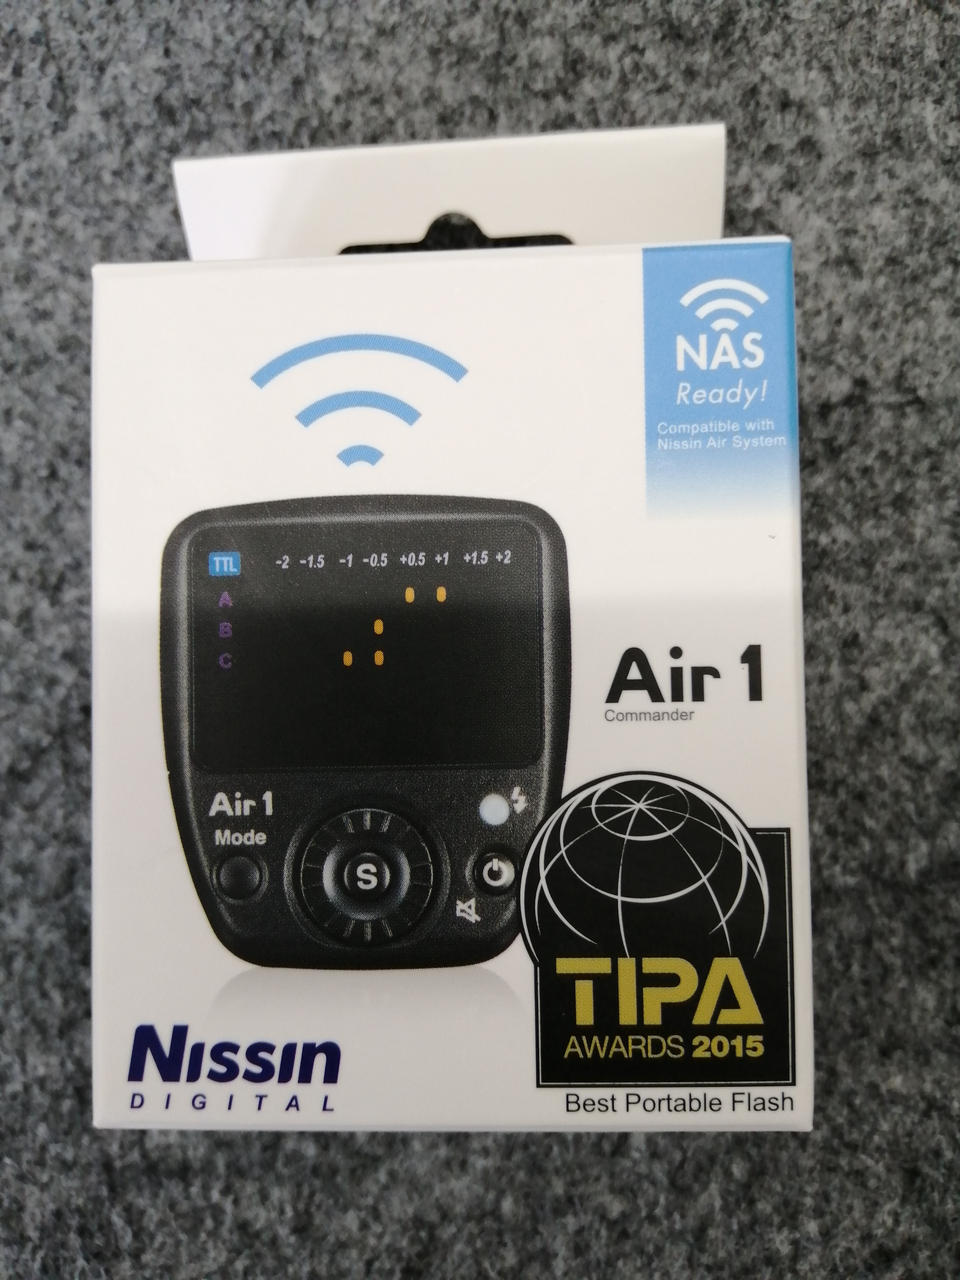 NAS
Ready!
Compatible with
Nissin Air System
TTL -2 -1.5 -1 -0.5 +0.5 +1 +1.5 +2
A
B
C
Air 1
Commander
Air 1
Mode
S
TIPA
AWARDS 2015
Best Portable Flash
Nissin
DIGITAL